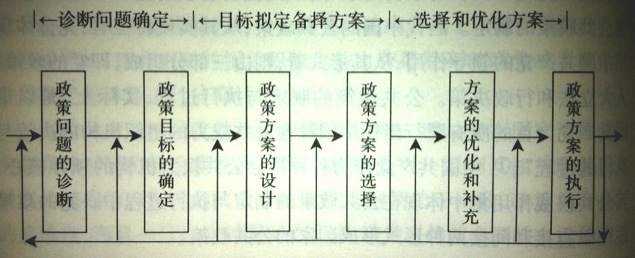 诊断问题确定
目标拟定备择方案
选择和优化方案
政策问题的诊断
政策目标的确定
政策方案的设计
政策方案的选择
方案的优化和补充
政策方案的执行